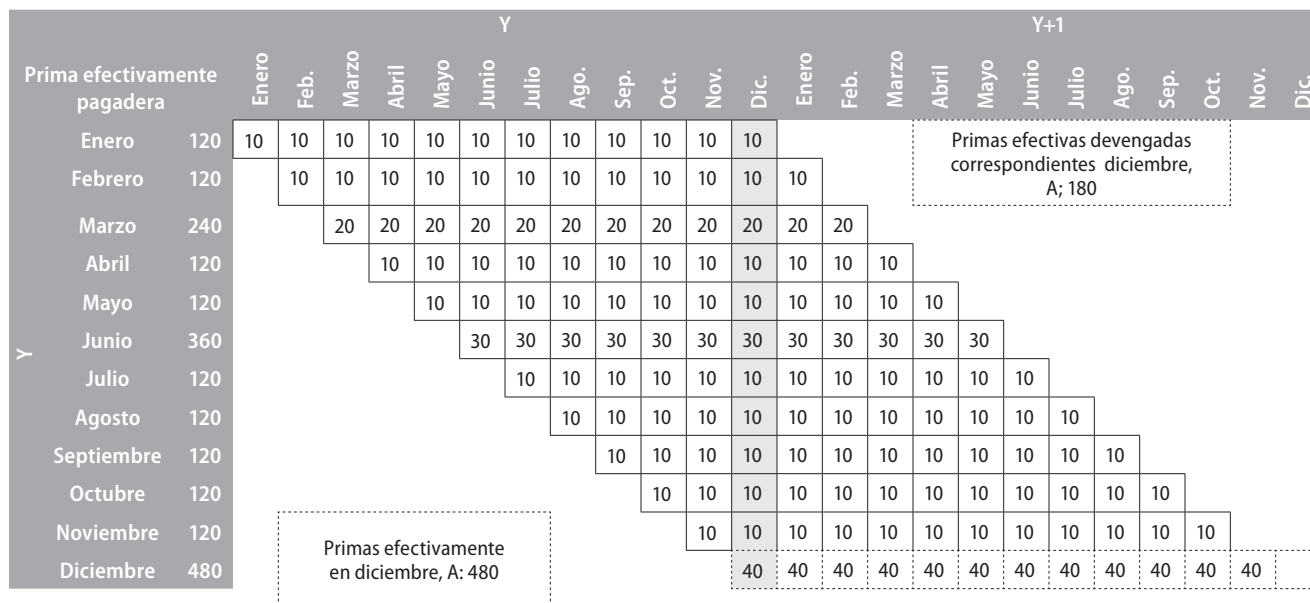 Y Y+1
Prima efectivamente
pagadera
Enero Feb. Marzo Abril Mayo Junio Julio Ago. Sep. Oct. Nov. Dic. Enero Feb. Marzo Abril Mayo Junio Julio Ago. Sep. Oct. Nov. Dic.
Enero 120 10 10 10 10 10 10 10 10 10 10 10 10
Primas efectivas devengadas
correspondientes diciembre,
A; 180
Febrero 120 10 10 10 10 10 10 10 10 10 10 10 10
Marzo 240 20 20 20 20 20 20 20 20 20 20 20 20
Abril 120 10 10 10 10 10 10 10 10 10 10 10 10
Mayo 120 10 10 10 10 10 10 10 10 10 10 10 10
Y
Junio 360 30 30 30 30 30 30 30 30 30 30 30 30
Julio 120 10 10 10 10 10 10 10 10 10 10 10 10
Agosto 120 10 10 10 10 10 10 10 10 10 10 10 10
Septiembre 120 10 10 10 10 10 10 10 10 10 10 10 10
Octubre 120 10 10 10 10 10 10 10 10 10 10 10 10
Noviembre 120 10 10 10 10 10 10 10 10 10 10 10 10
Primas efectivamente
en diciembre, A: 480
Diciembre 480 40 40 40 40 40 40 40 40 40 40 40 40